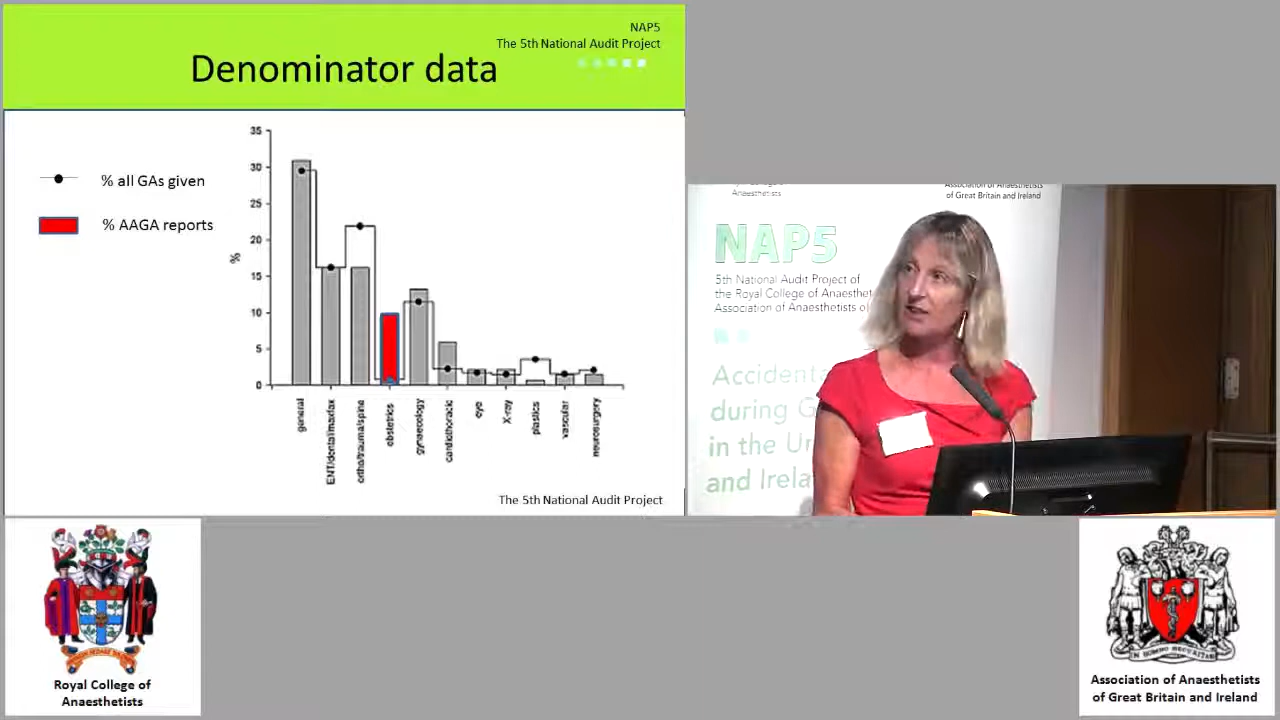 NAP5
The 5th National Audit Project
Denominator data
% all GAs given
% AAGA reports
35
30
25
20
15
10
5
0
%
general
ENT/dental/maxfax
ortho/trauma/spine
obstetrics
gynaecology
cardiothoracic
eye
X-ray
plastics
vascular
neurosurgery
The 5th National Audit Project
Anaesthetists
Association of Anaesthetists
of Great Britain and Ireland
NAP5
5th National Audit Project of
the Royal College of Anaesthet
Association of Anaesthetists of
Accidenta
during G
in the Un
and Irela
Royal College of
Anaesthetists
Association of Anaesthetists
of Great Britain and Ireland